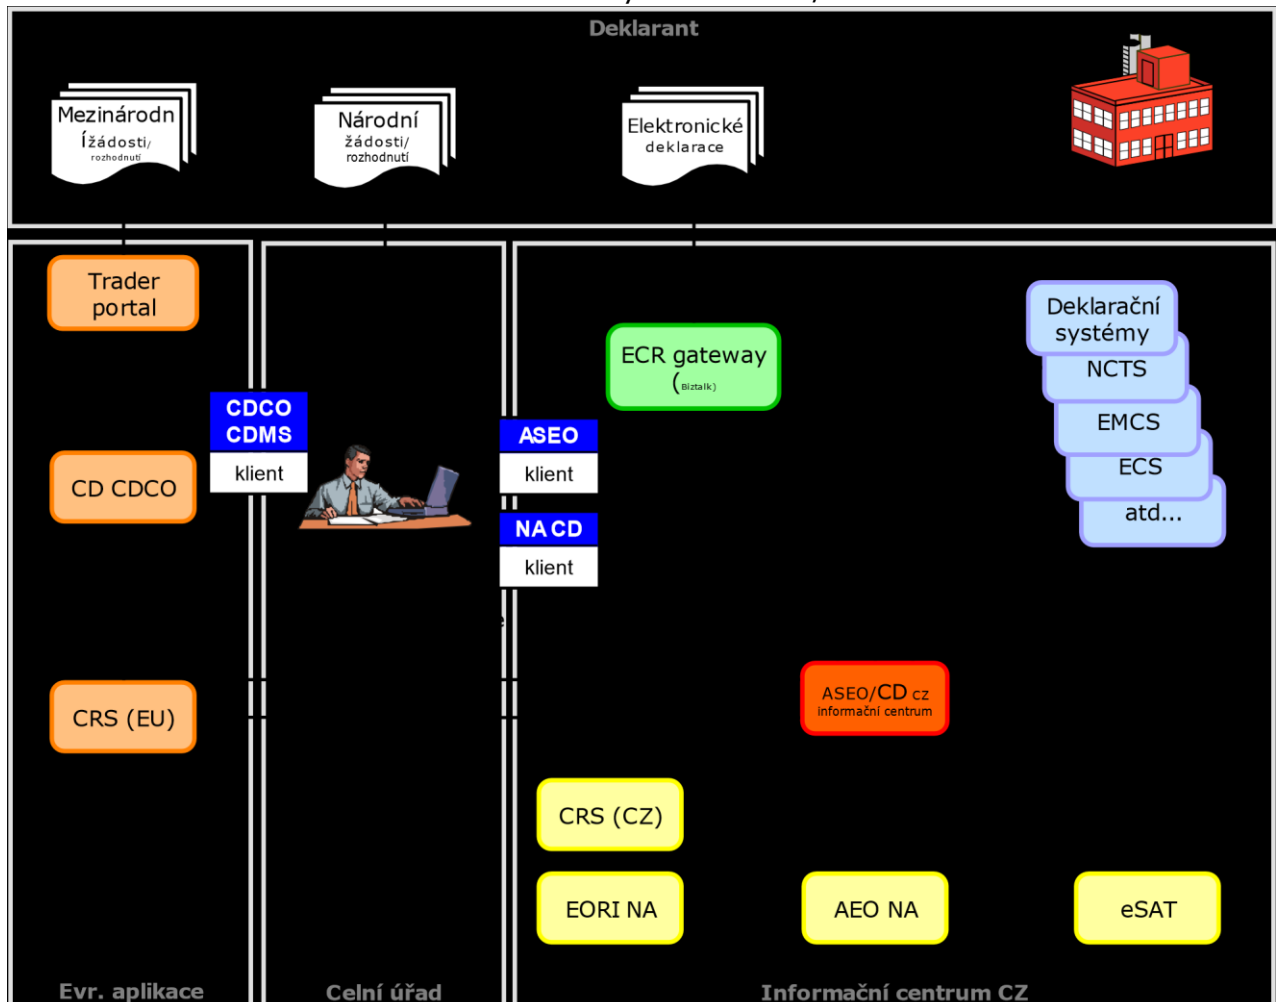 Deklarant
Mezinárodn
ížádosti/
rozhodnutí
Národní
žádosti/
rozhodnutí
Elektronické
deklarace
Trader
portal
CD CDCO
CRS (EU)
Evr. aplikace
CDCO
CDMS
klient
Celní úřad
ASEO
klient
NA CD
klient
ECR gateway
(Biztalk)
Deklarační
systémy
NCTS
EMCS
ECS
atd...
ASEO/CD cz
informační centrum
CRS (CZ)
EORI NA
AEO NA
eSAT
Informační centrum CZ